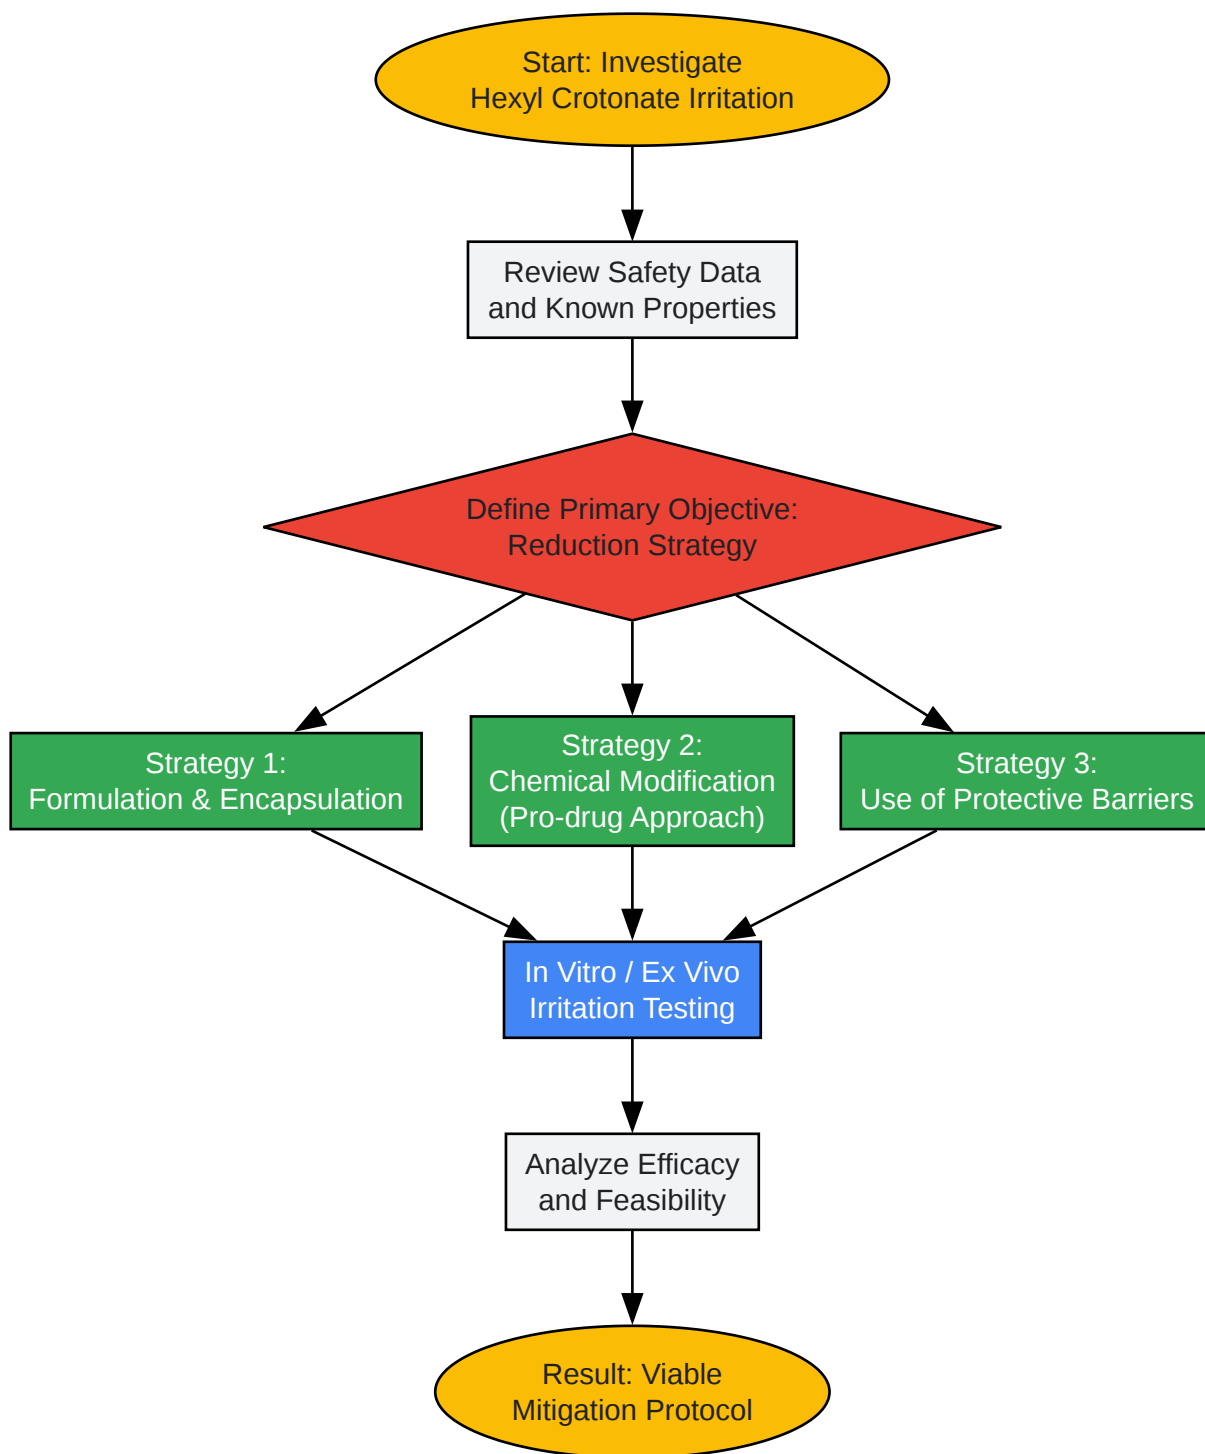 Start: Investigate
Hexyl Crotonate Irritation
Review Safety Data
and Known Properties
Define Primary Objective:
Reduction Strategy
Strategy 1:
Formulation & Encapsulation
Strategy 2:
Chemical Modification
(Pro-drug Approach)
Strategy 3:
Use of Protective Barriers
In Vitro / Ex Vivo
Irritation Testing
Analyze Efficacy
and Feasibility
Result: Viable
Mitigation Protocol